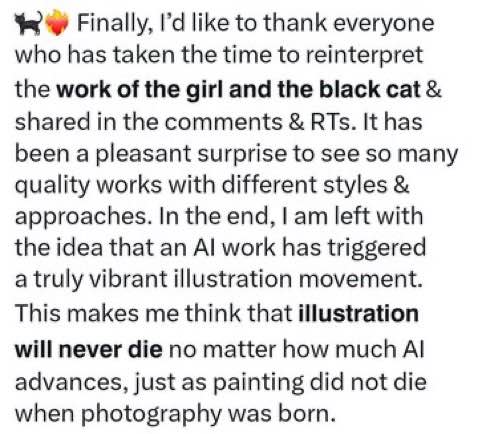 🐈‍⬛❤️‍🔥 Finally, I'd like to thank everyone
who has taken the time to reinterpret
the work of the girl and the black cat &
shared in the comments & RTs. It has
been a pleasant surprise to see so many
quality works with different styles &
approaches. In the end, I am left with
the idea that an AI work has triggered
a truly vibrant illustration movement.
This makes me think that illustration
will never die no matter how much AI
advances, just as painting did not die
when photography was born.